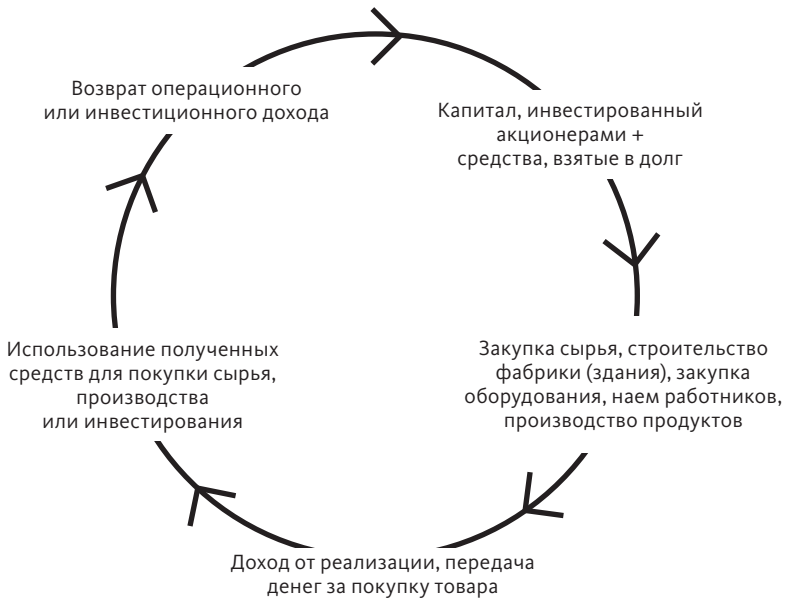 Возврат операционного
или инвестиционного дохода
Капитал, инвестированный
акционерами +
средства, взятые в долг
Закупка сырья, строительство
фабрики (здания), закупка
оборудования, наем работников,
производство продуктов
Доход от реализации, передача
денег за покупку товара
Использование полученных
средств для покупки сырья,
производства
или инвестирования